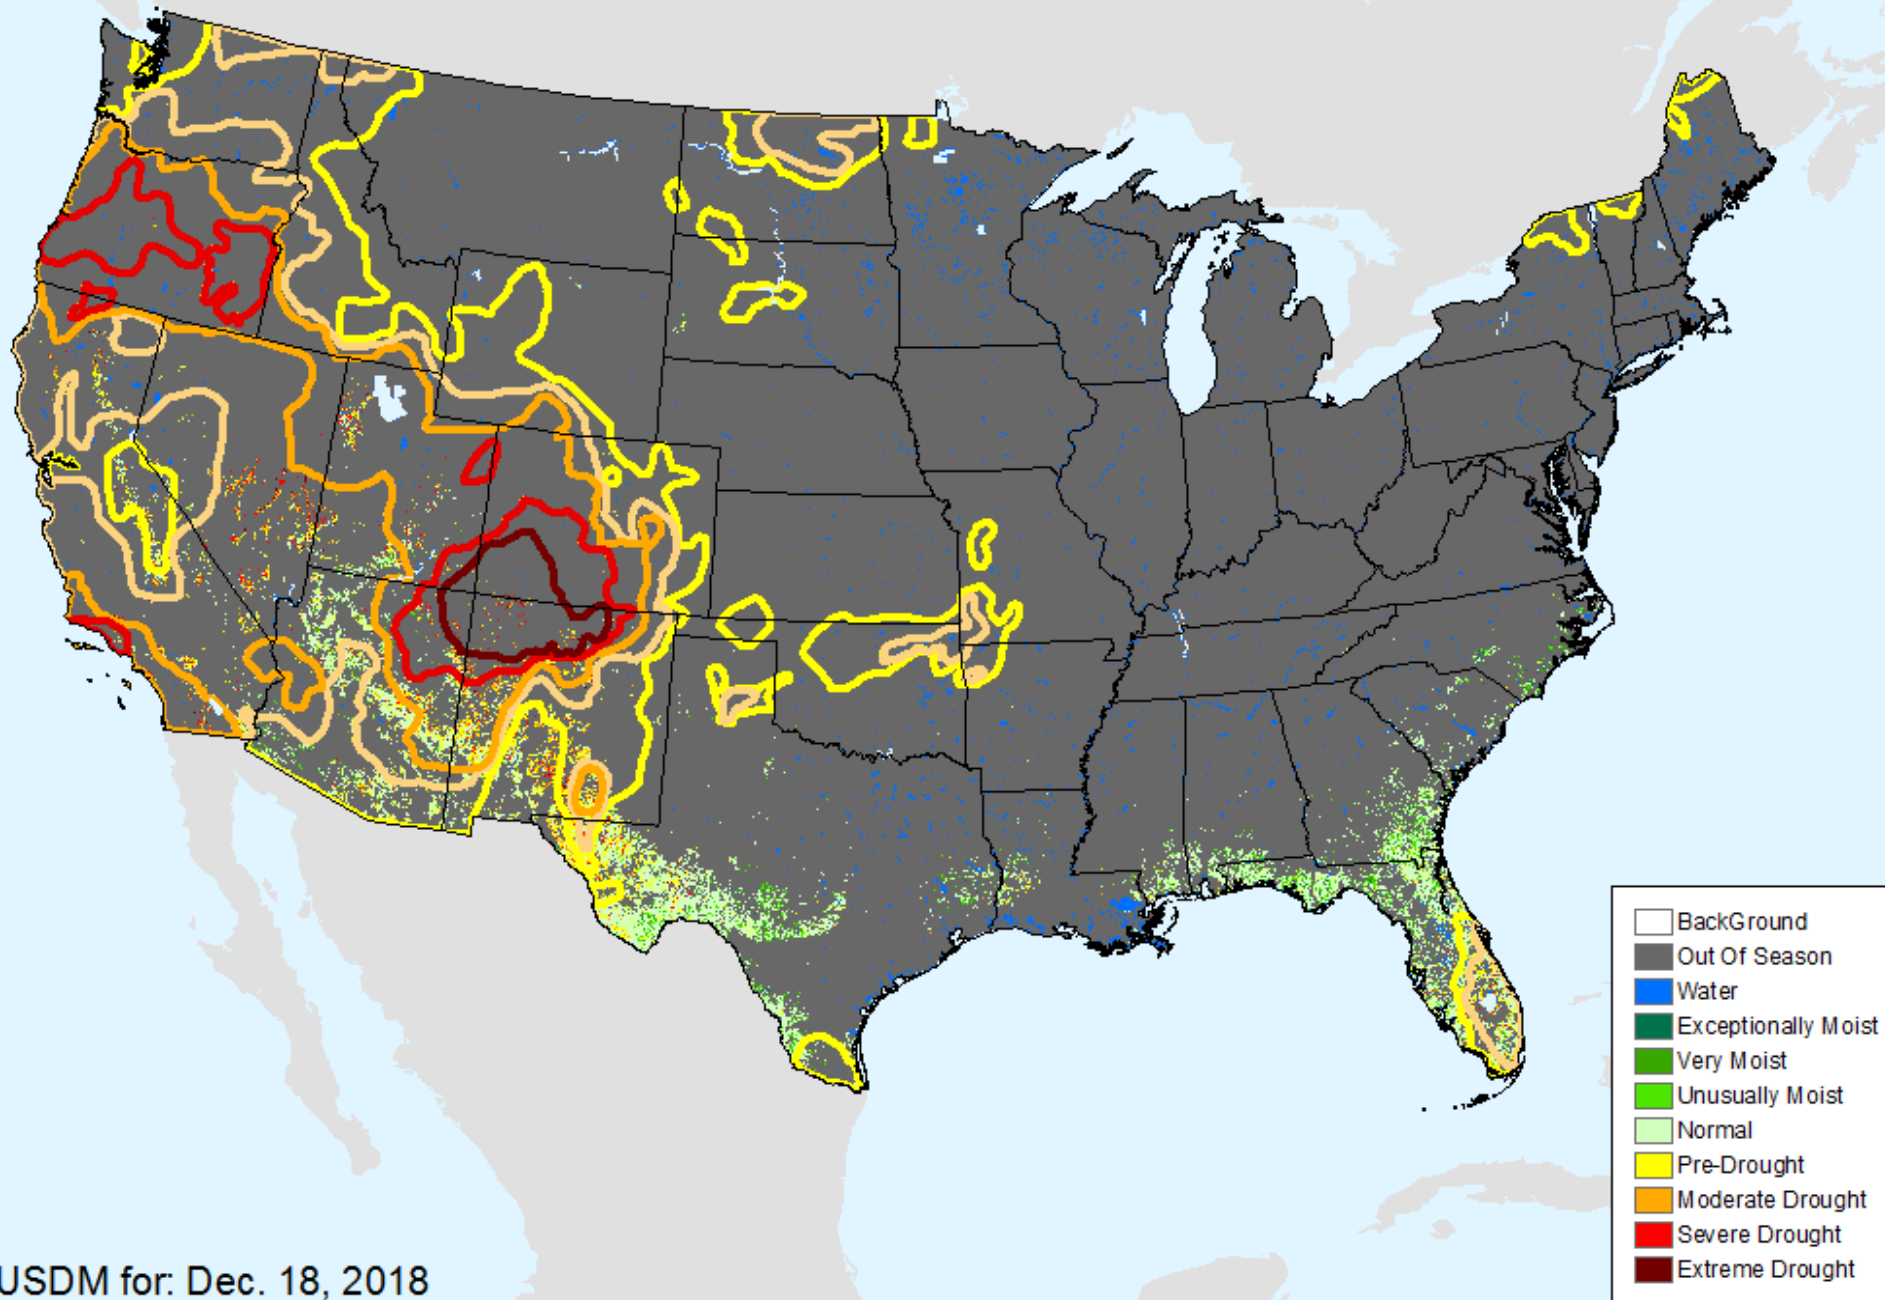 BackGround
Out Of Season
Water
Exceptionally Moist
Very Moist
Unusually Moist
Normal
Pre-Drought
Moderate Drought
Severe Drought
Extreme Drought
USDM for: Dec. 18, 2018